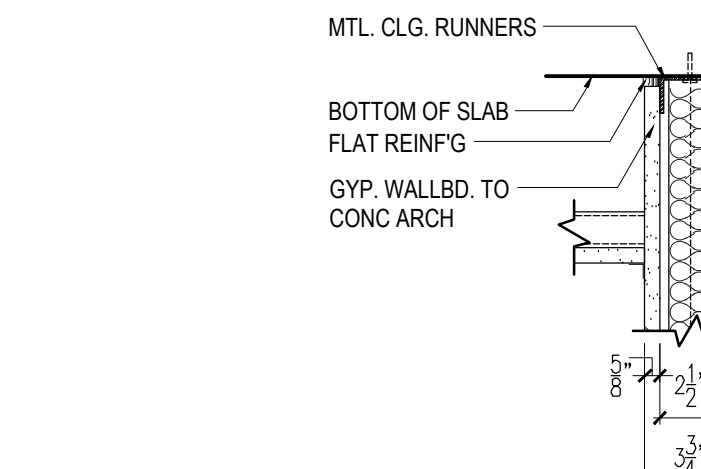 MTL. CLG. RUNNERS
BOTTOM OF SLAB
FLAT REINF'G
GYP. WALLBD. TO
CONC ARCH
5/8"
2 1/2"
3 3/4"